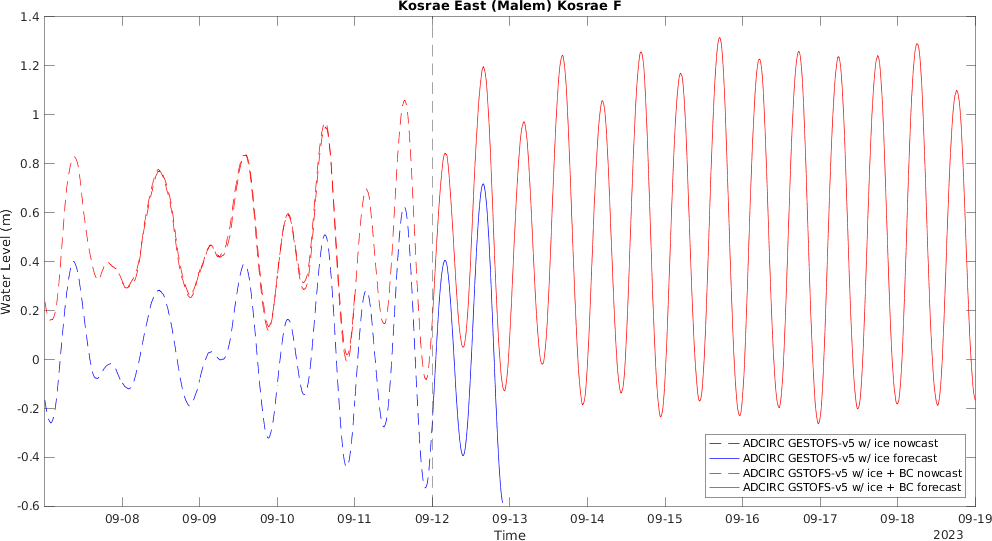 Kosrae East (Malem) Kosrae F
Water Level (m)
1.4
1.2
1
0.8
0.6
0.4
0.2
0
-0.2
-0.4
-0.6
ADCIRC GESTOFS-v5 w/ ice nowcast
ADCIRC GESTOFS-v5 w/ ice forecast
ADCIRC GSTOFS-v5 w/ ice + BC nowcast
ADCIRC GSTOFS-v5 w/ ice + BC forecast
09-08 09-09 09-10 09-11 09-12 09-13 09-14 09-15 09-16 09-17 09-18 09-19
Time
2023